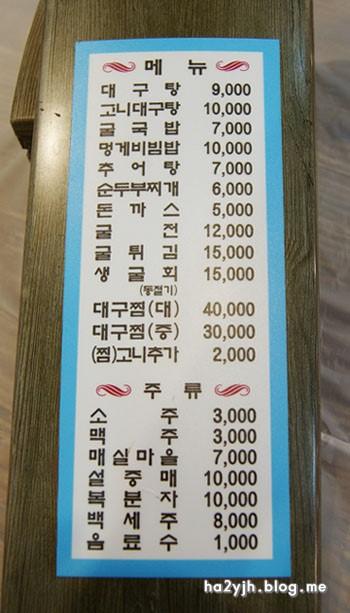 메 뉴
대 구 탕 9,000
고니대구탕 10,000
굴 국 밥 7,000
멍게비빔밥 10,000
추 어 탕 7,000
순두부찌개 6,000
돈 까 스 5,000
굴 전 12,000
굴 튀 김 15,000
생 굴 회 15,000
(동절기)
대구찜(대) 40,000
대구찜(중) 30,000
(찜)고니추가 2,000
주 류
소 주 3,000
맥 주 3,000
매실마을 7,000
설 중 매 10,000
복 분 자 10,000
백 세 주 8,000
음 료 수 1,000
ha2yjh.blog.me